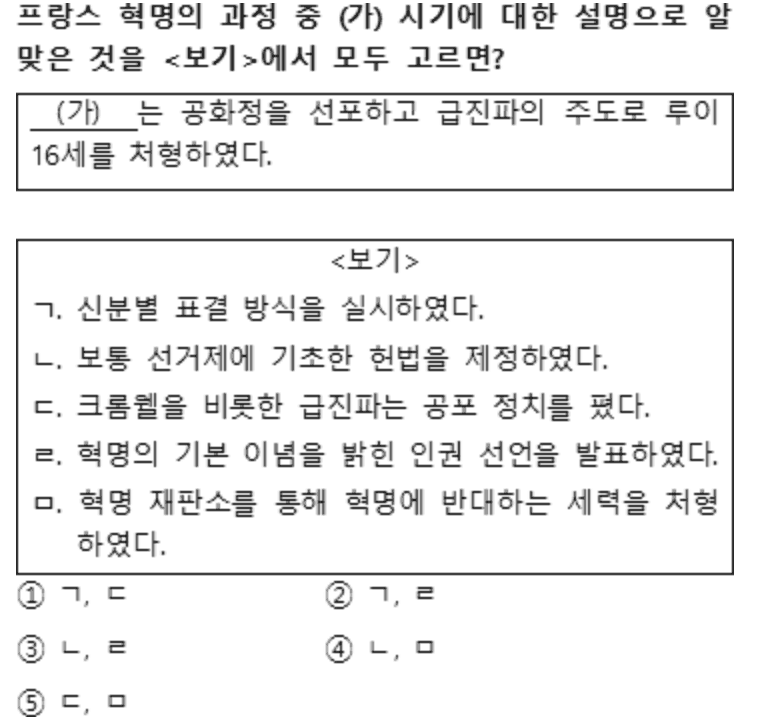 프랑스 혁명의 과정 중 (가) 시기에 대한 설명으로 알
맞은 것을 <보기>에서 모두 고르면?
(가) 는 공화정을 선포하고 급진파의 주도로 루이
16세를 처형하였다.
<보기>
ㄱ. 신분별 표결 방식을 실시하였다.
ㄴ. 보통 선거제에 기초한 헌법을 제정하였다.
ㄷ. 크롬웰을 비롯한 급진파는 공포 정치를 폈다.
ㄹ. 혁명의 기본 이념을 밝힌 인권 선언을 발표하였다.
ㅁ. 혁명 재판소를 통해 혁명에 반대하는 세력을 처형
하였다.
① ㄱ, ㄷ ② ㄱ, ㄹ
③ ㄴ, ㄹ ④ ㄴ, ㅁ
⑤ ㄷ, ㅁ